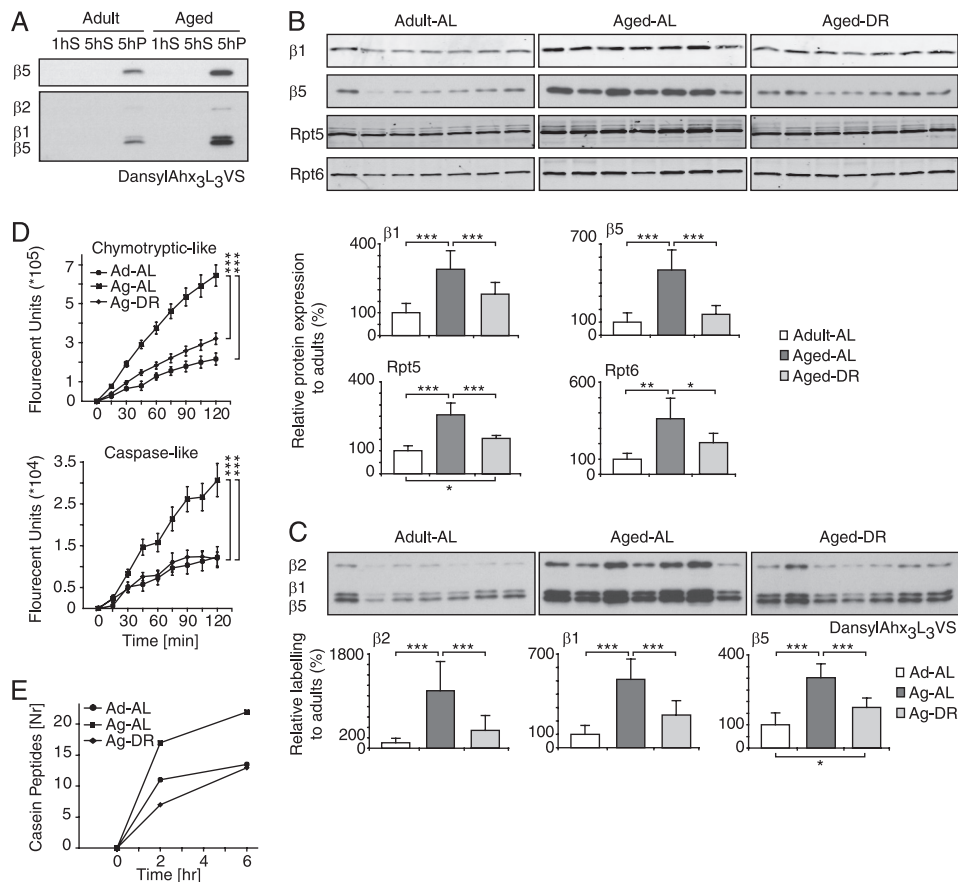 A
Adult Aged
1hS 5hS 5hP 1hS 5hS 5hP
β5
β2
β1
β5
DansylAhx3L3VS
B
Adult-AL Aged-AL Aged-DR
β1
β5
Rpt5
Rpt6
Relative protein expression
to adults (%)
β1
400
100
0
*** ***
β5
700
100
0
*** ***
Rpt5
400
100
0
*** ***
*
Rpt6
600
100
0
** *
Adult-AL
Aged-AL
Aged-DR
C
Adult-AL Aged-AL Aged-DR
β2
β1
β5
DansylAhx3L3VS
Relative labelling
to adults (%)
β2
1800
200
0
*** ***
β1
700
100
0
*** ***
β5
400
100
0
*** ***
*
Ad-AL
Ag-AL
Ag-DR
D
Chymotryptic-like
Ad-AL
Ag-AL
Ag-DR
*** ***
Flourecent Units (*105)
7
5
3
1
0
0 30 60 90 120
Time [min]
Caspase-like
*** ***
Flourecent Units (*104)
3.5
2.5
1.5
0.5
0
0 30 60 90 120
Time [min]
E
Ad-AL
Ag-AL
Ag-DR
Casein Peptides [Nr]
20
15
10
5
0
0 2 4 6
Time [hr]